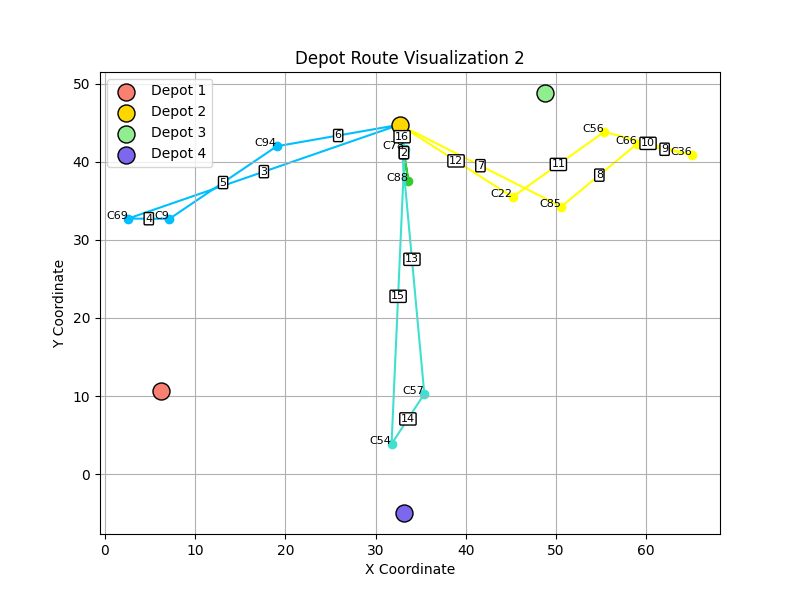 Depot Route Visualization 2
Depot 1
Depot 2
Depot 3
Depot 4
Y Coordinate
50
40
30
20
10
0
0
10
20
30
40
50
60
X Coordinate
C94
C69
C9
C88
C22
C85
C56
C66
C36
C57
C54
16
2
6
3
5
4
12
7
11
8
10
9
13
15
14